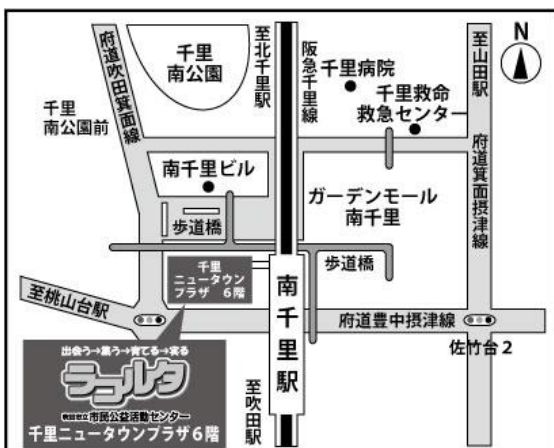 府道吹田箕面線
千里
南公園
至北千里駅
阪急千里線
千里病院
千里救命
救急センター
至山田駅
N
千里
南公園前
南千里ビル
ガーデンモール
南千里
府道箕面摂津線
歩道橋
歩道橋
千里
ニュータウン
プラザ 6階
至桃山台駅
南千里駅
府道豊中摂津線
佐竹台2
出会う→集う→育てる→実る
ラコルタ
吹田市立市民公益活動センター
千里ニュータウンプラザ6階
至吹田駅